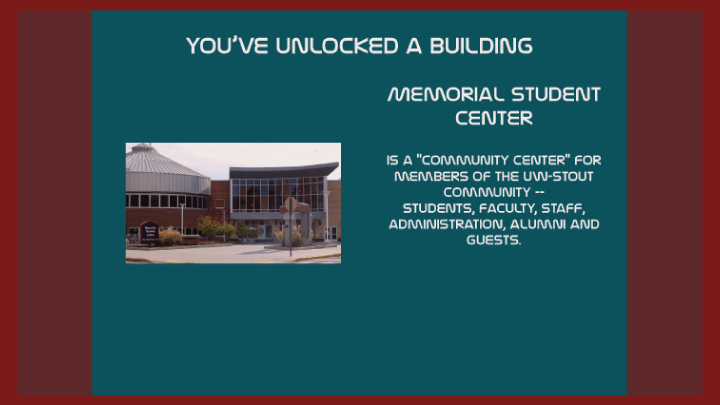 YOU'VE UNLOCKED A BUILDING
MEMORIAL STUDENT
CENTER
IS A "COMMUNITY CENTER" FOR
MEMBERS OF THE UW-STOUT
COMMUNITY --
STUDENTS, FACULTY, STAFF,
ADMINISTRATION, ALUMNI AND
GUESTS.